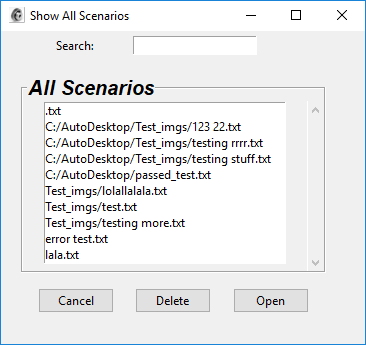 Show All Scenarios
Search:
All Scenarios
.txt
C:/AutoDesktop/Test_imgs/123 22.txt
C:/AutoDesktop/Test_imgs/testing rrrr.txt
C:/AutoDesktop/Test_imgs/testing stuff.txt
C:/AutoDesktop/passed_test.txt
Test_imgs/lolallalala.txt
Test_imgs/test.txt
Test_imgs/testing more.txt
error test.txt
lala.txt
Cancel Delete Open